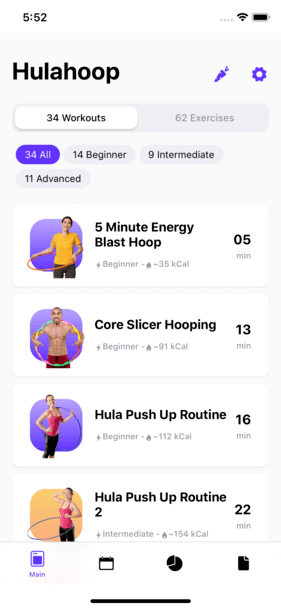 5:52
Hulahoop
34 Workouts
62 Exercises
34 All
14 Beginner
9 Intermediate
11 Advanced
5 Minute Energy
Blast Hoop
05
min
Beginner - ~35 kCal
Core Slicer Hooping
13
min
Beginner - ~91 kCal
Hula Push Up Routine
16
min
Beginner - ~112 kCal
Hula Push Up Routine
2
22
min
Intermediate - ~154 kCal
Main